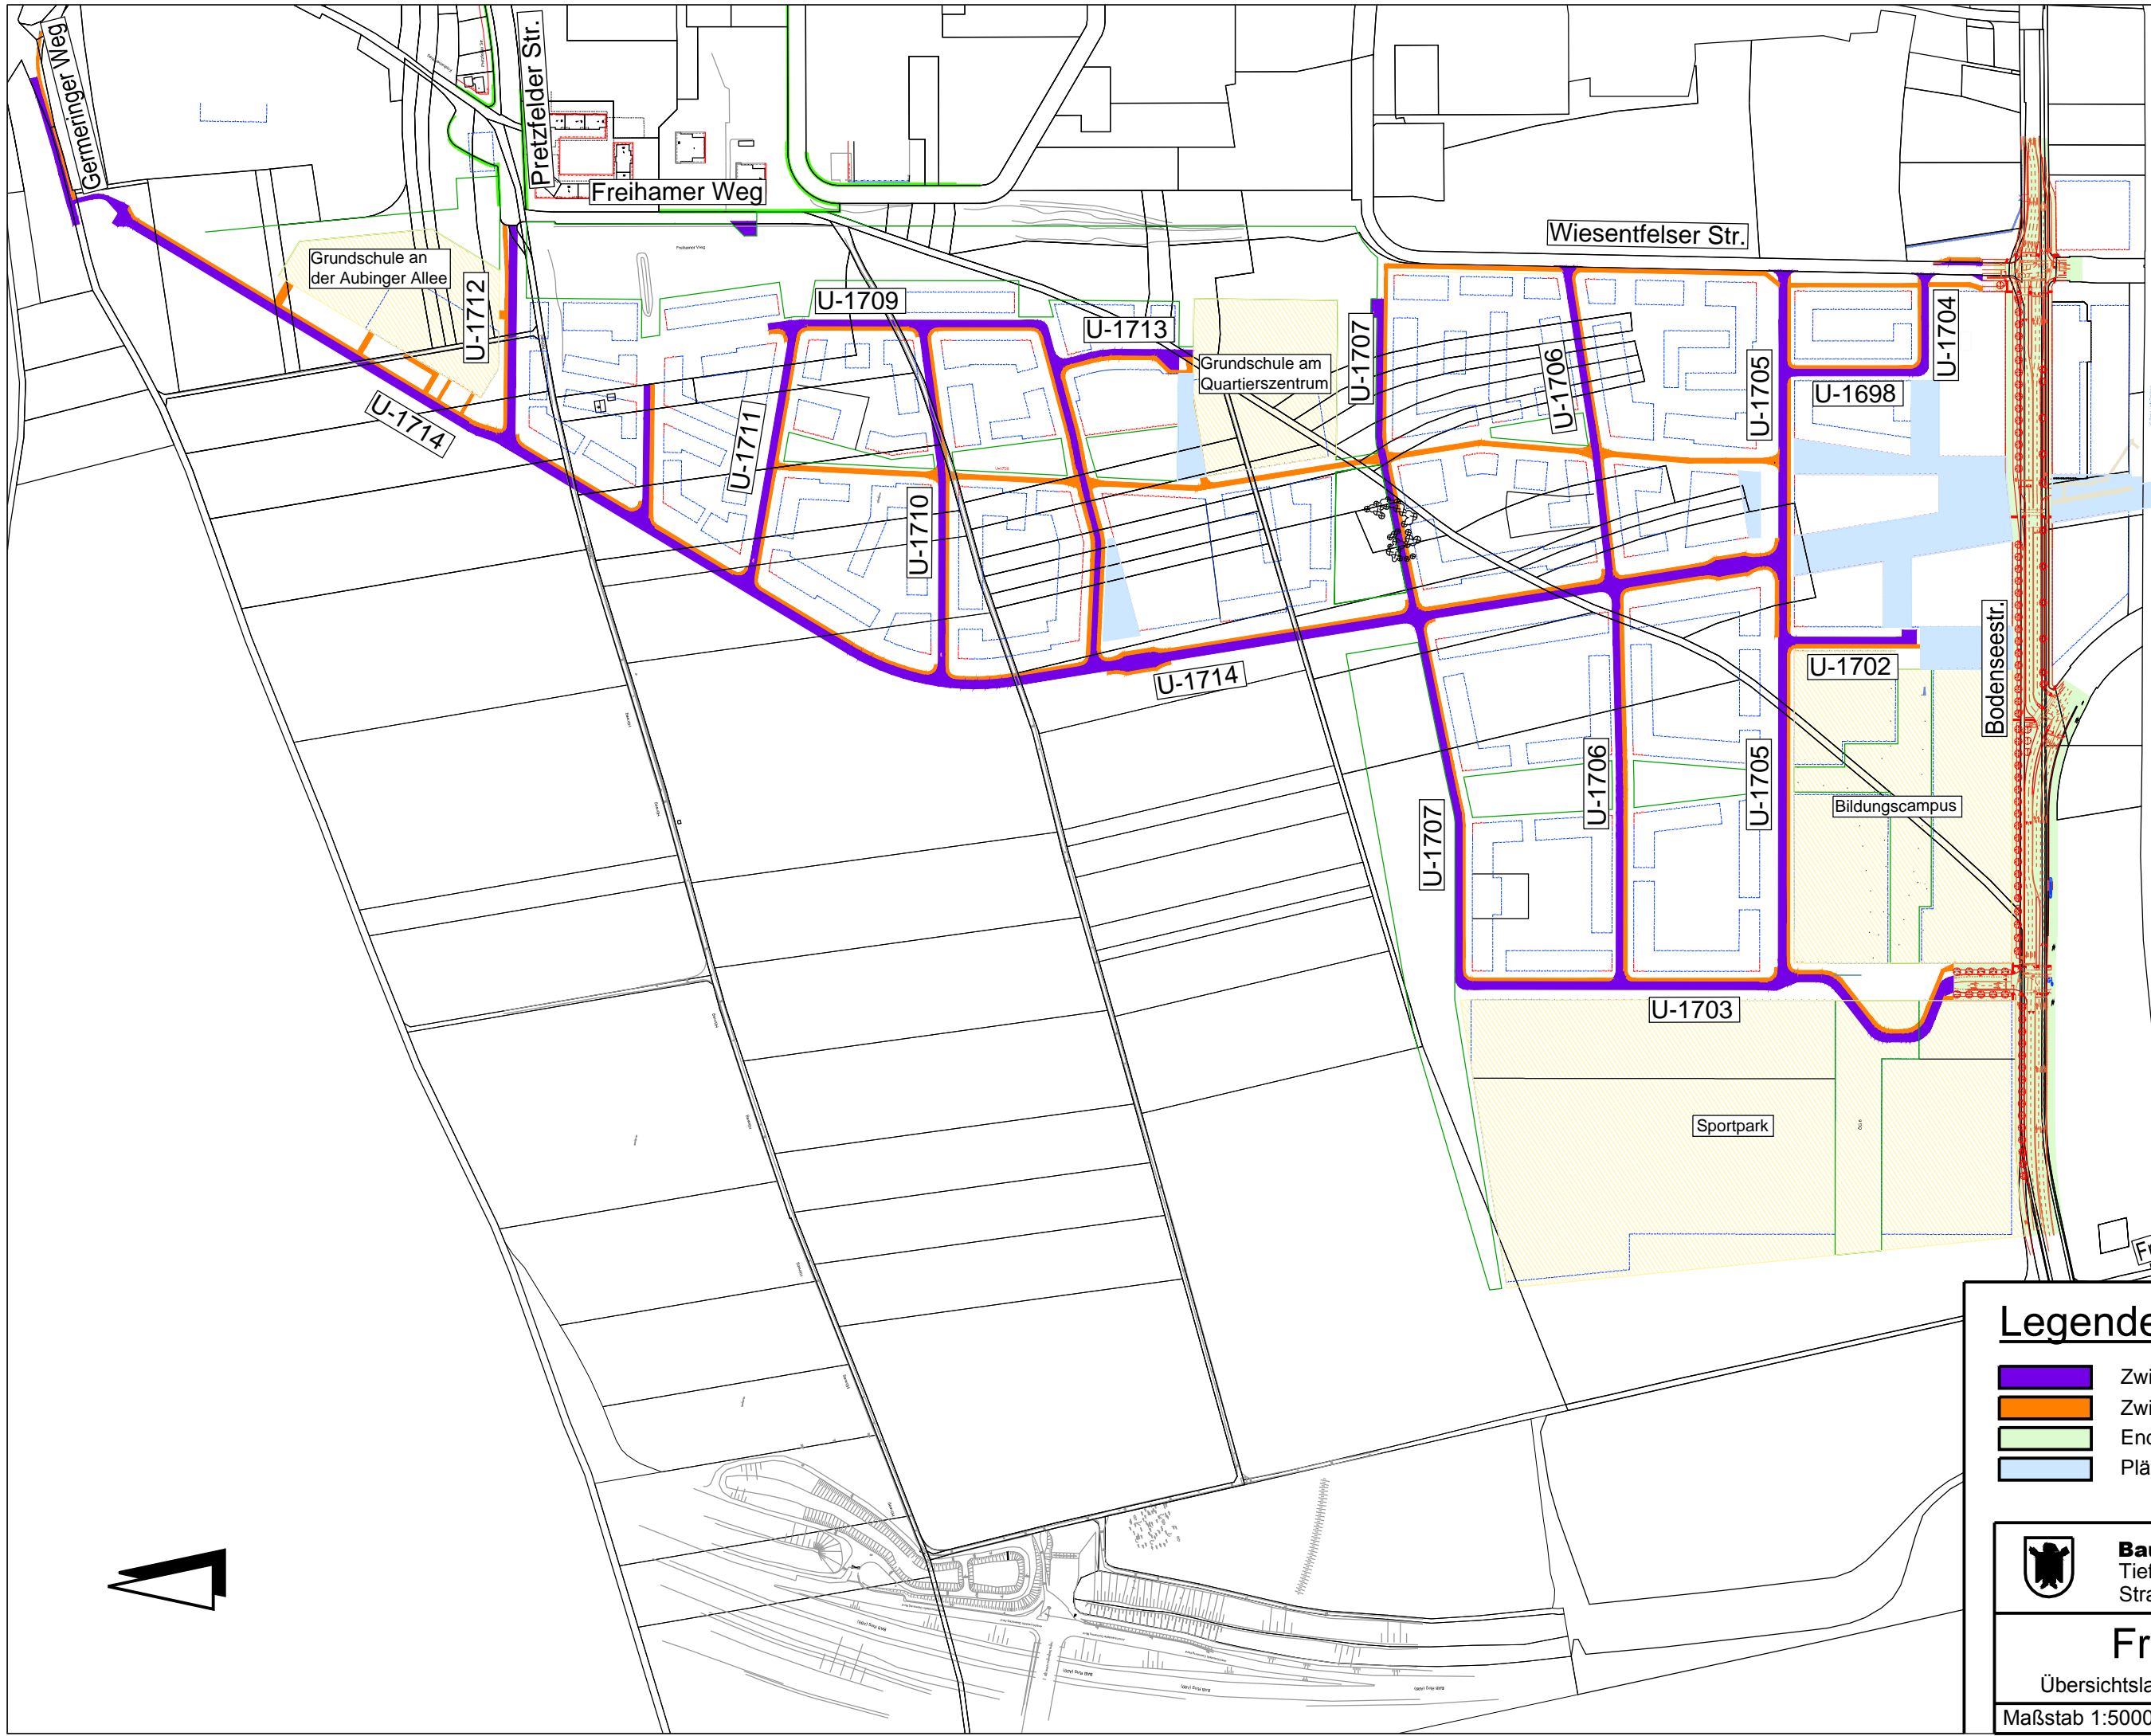 Germeringer Weg
Pretzfelder Str.
Freihamer Weg
Wiesentfelser Str.
Grundschule an
der Aubinger Allee
U-1712
U-1709
U-1713
Grundschule am
Quartierszentrum
U-1707
U-1706
U-1705
U-1704
U-1698
U-1714
U-1711
U-1710
U-1714
U-1702
Bodenseestr.
U-1707
U-1706
U-1705
Bildungscampus
U-1703
Sportpark
Legende
Zwi
Zwi
End
Plä
Bau
Tief
Stra
Fr
Übersichtsla
Maßstab 1:5000